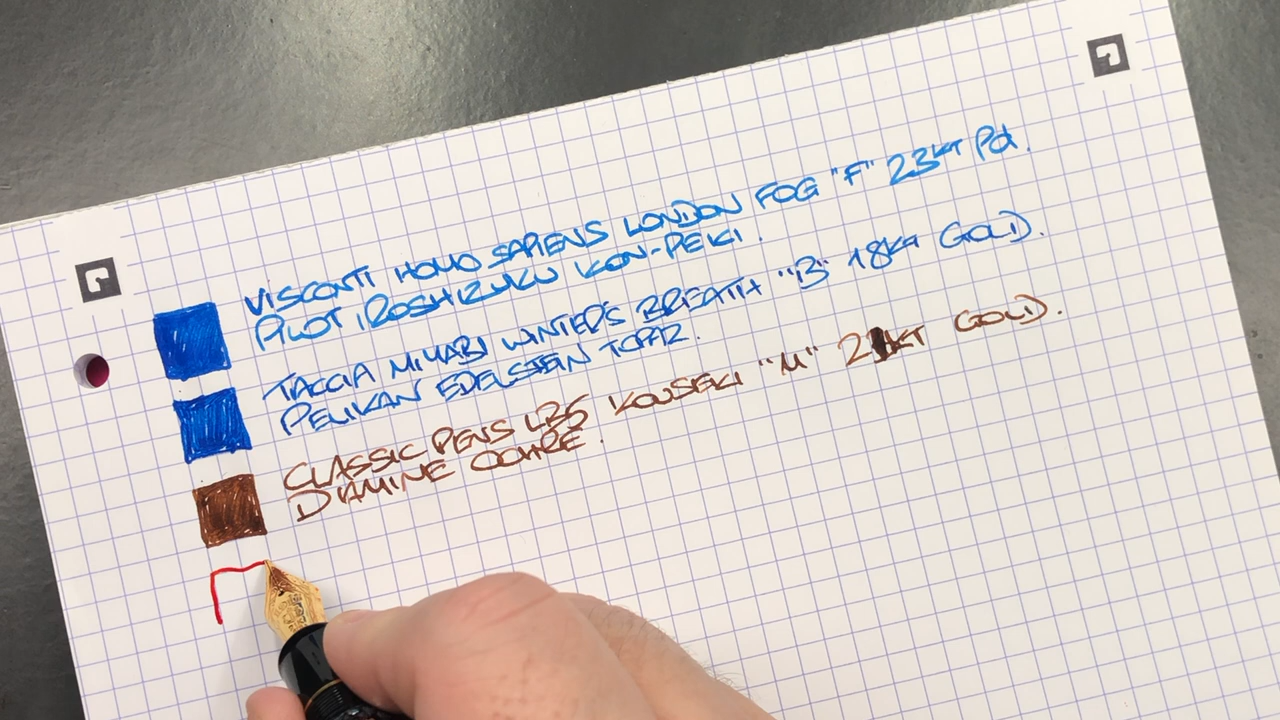 VISCONTI HOMO SAPIENS LONDON FOG "F" 23KT Pd.
PILOT IROSHIZUKU KON-PEKI.
TACCIA MIYABI WINTER'S BREATH "B" 18KT GOLD.
PELIKAN EDELSTEIN TOPAZ.
CLASSIC PENS LB5 KOUSEKI "M" 21KT GOLD.
DIAMINE OCHRE.